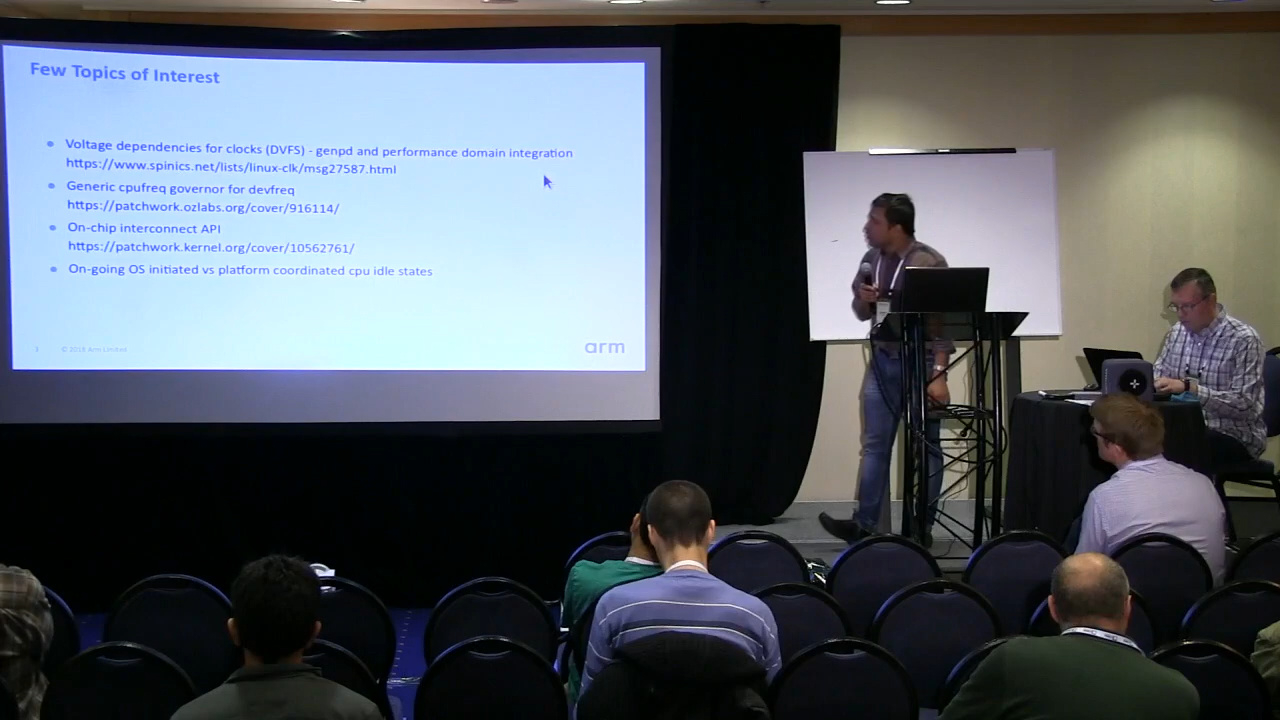 Few Topics of Interest
Voltage dependencies for clocks (DVFS) - genpd and performance domain integration
https://www.spinics.net/lists/linux-clk/msg27587.html
Generic cpufreq governor for devfreq
https://patchwork.ozlabs.org/cover/916114/
On-chip interconnect API
https://patchwork.kernel.org/cover/10562761/
On-going OS initiated vs platform coordinated cpu idle states
© 2018 Arm Limited
arm